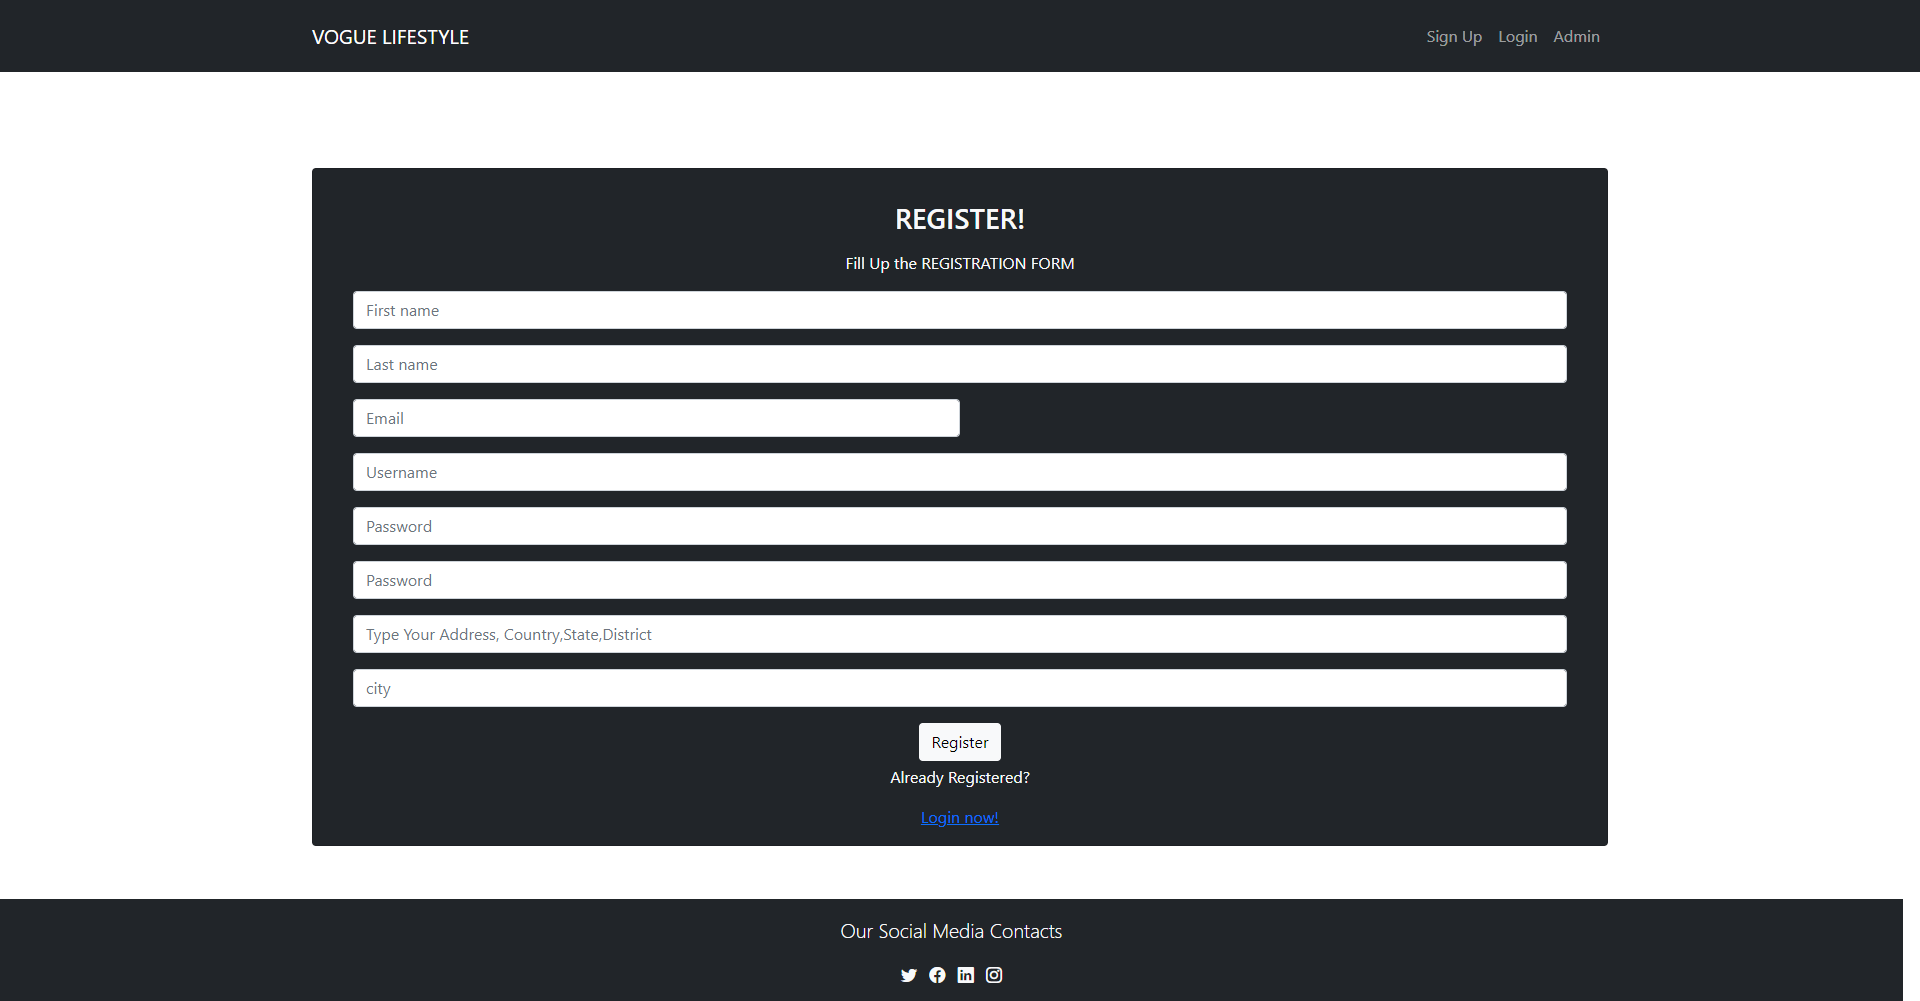 VOGUE LIFESTYLE
Sign Up Login Admin
REGISTER!
Fill Up the REGISTRATION FORM
First name
Last name
Email
Username
Password
Password
Type Your Address, Country,State,District
city
Register
Already Registered?
Login now!
Our Social Media Contacts